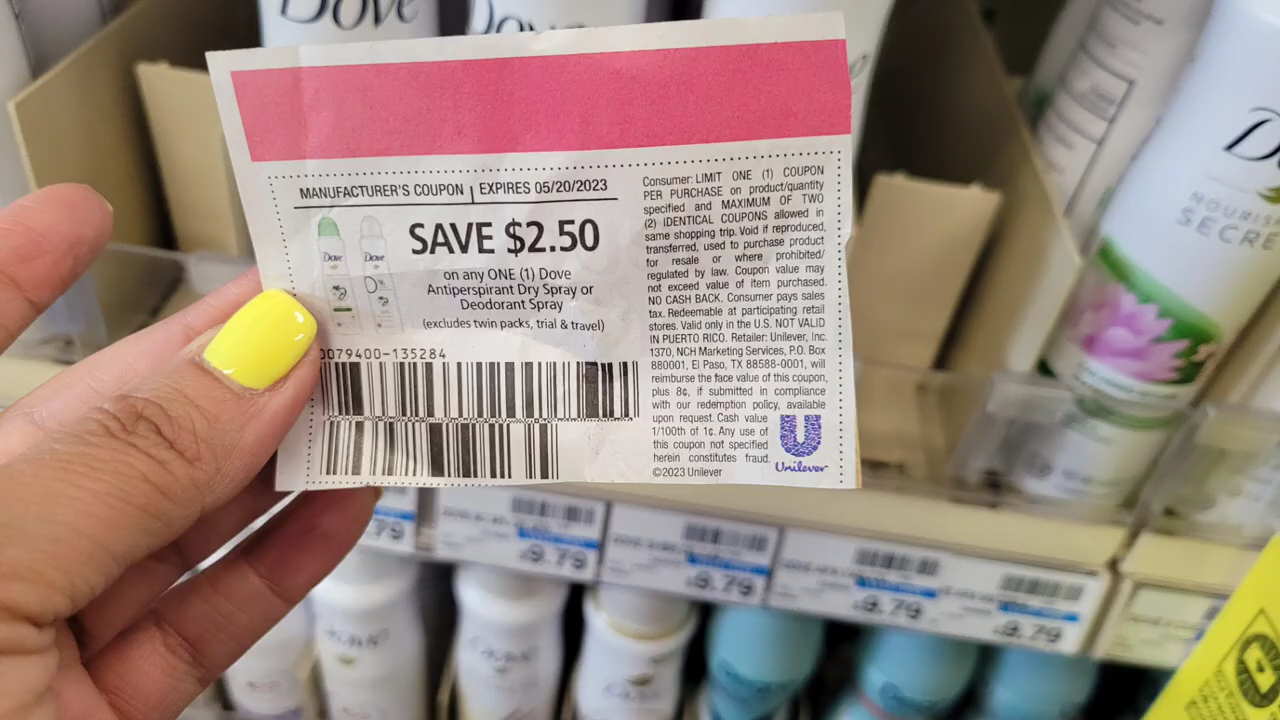 Dove
Dove
MANUFACTURER'S COUPON | EXPIRES 05/20/2023
SAVE $2.50
on any ONE (1) Dove
Antiperspirant Dry Spray or
Deodorant Spray
(excludes twin packs, trial & travel)
Dove
Dove
0%
0079400-135284
Consumer: LIMIT ONE (1) COUPON
PER PURCHASE on product/quantity
specified and MAXIMUM OF TWO
(2) IDENTICAL COUPONS allowed in
same shopping trip. Void if reproduced,
transferred, used to purchase product
for resale or where prohibited/
regulated by law. Coupon value may
not exceed value of item purchased.
NO CASH BACK. Consumer pays sales
tax. Redeemable at participating retail
stores. Valid only in the U.S. NOT VALID
IN PUERTO RICO. Retailer: Unilever, Inc.
1370, NCH Marketing Services, P.O. Box
880001, El Paso, TX 88588-0001, will
reimburse the face value of this coupon,
plus 8¢, if submitted in compliance
with our redemption policy, available
upon request. Cash value
1/100th of 1¢. Any use of
this coupon not specified
herein constitutes fraud.
©2023 Unilever
Unilever
NOURIS
SECRE
9.79
9.79
9.79
9.79